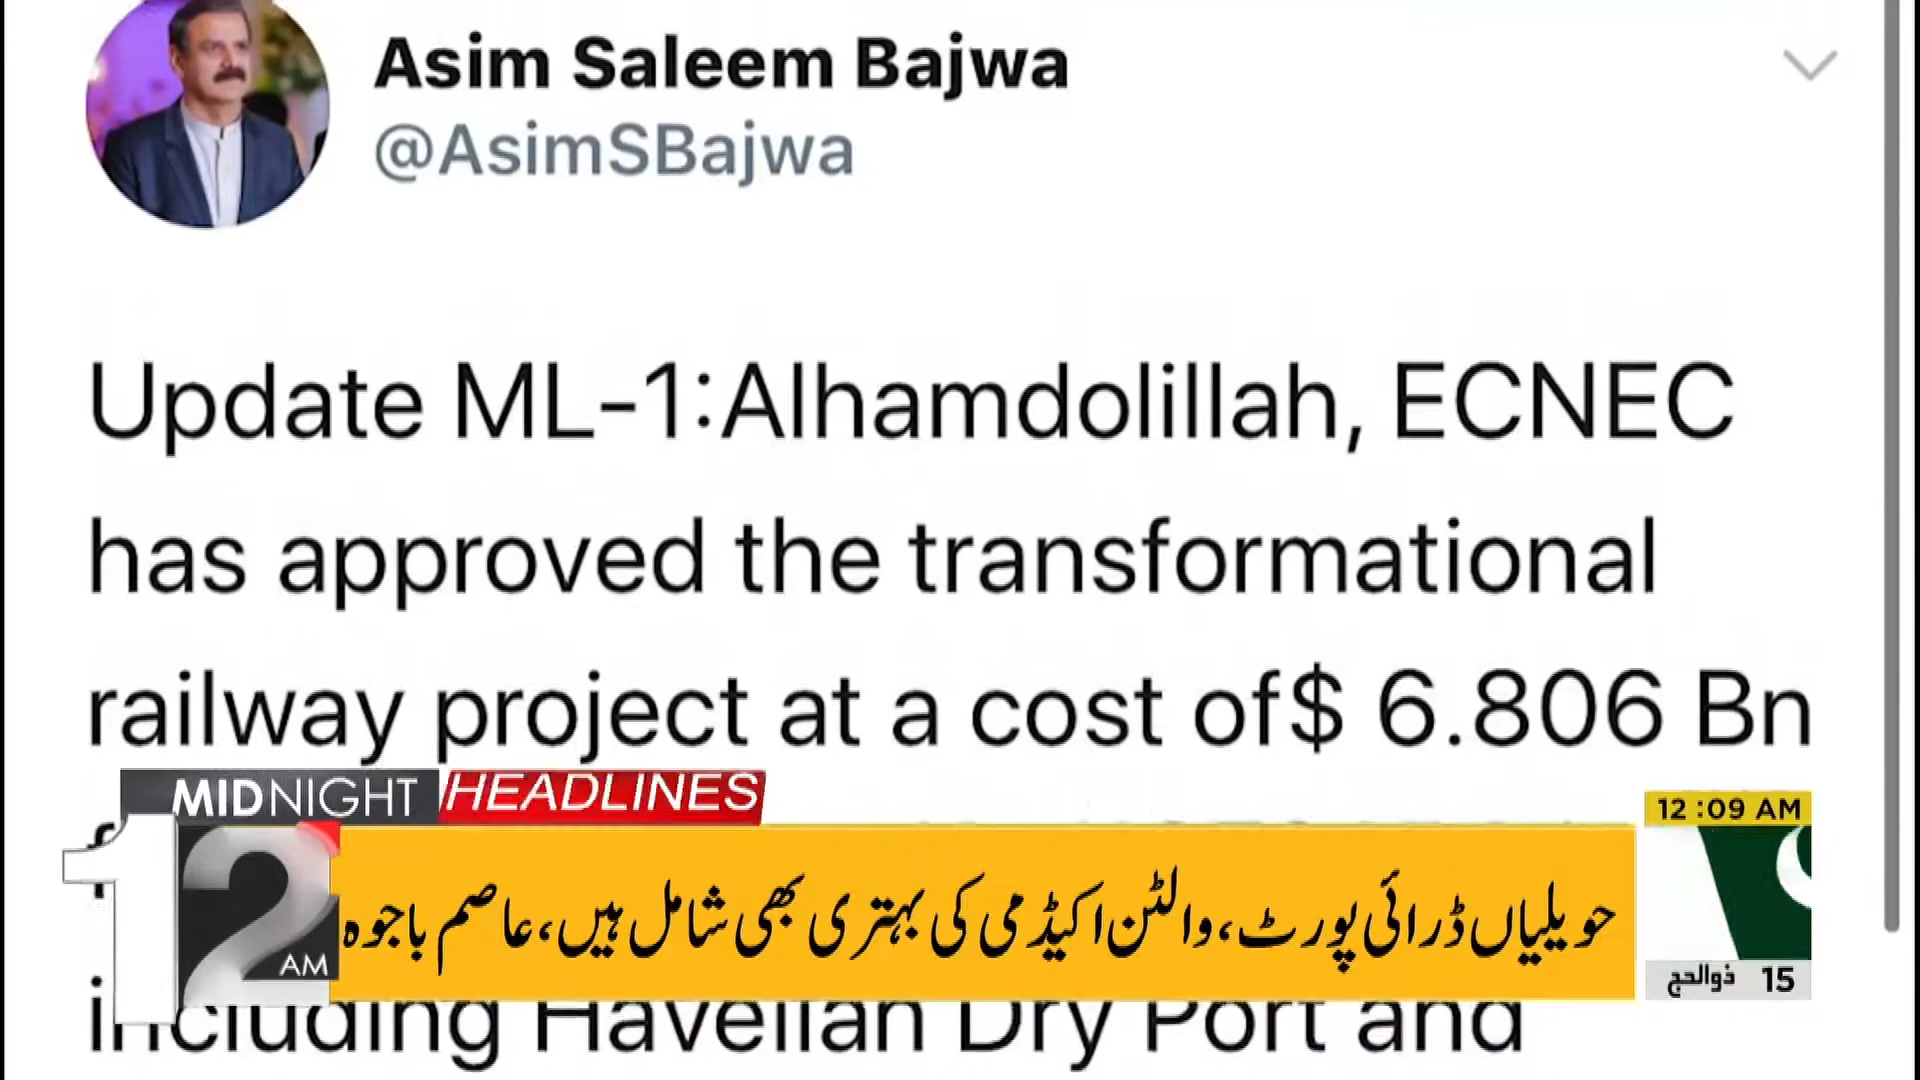 Asim Saleem Bajwa
@AsimSBajwa
Update ML-1:Alhamdolillah, ECNEC
has approved the transformational
railway project at a cost of$ 6.806 Bn
MIDNIGHT HEADLINES
12 AM
حویلیاں ڈرائی پورٹ، والٹن اکیڈمی کی بہتری بھی شامل ہیں، عاصم باجوہ
12:09 AM
15 ذوالحج
including Havelian Dry Port and